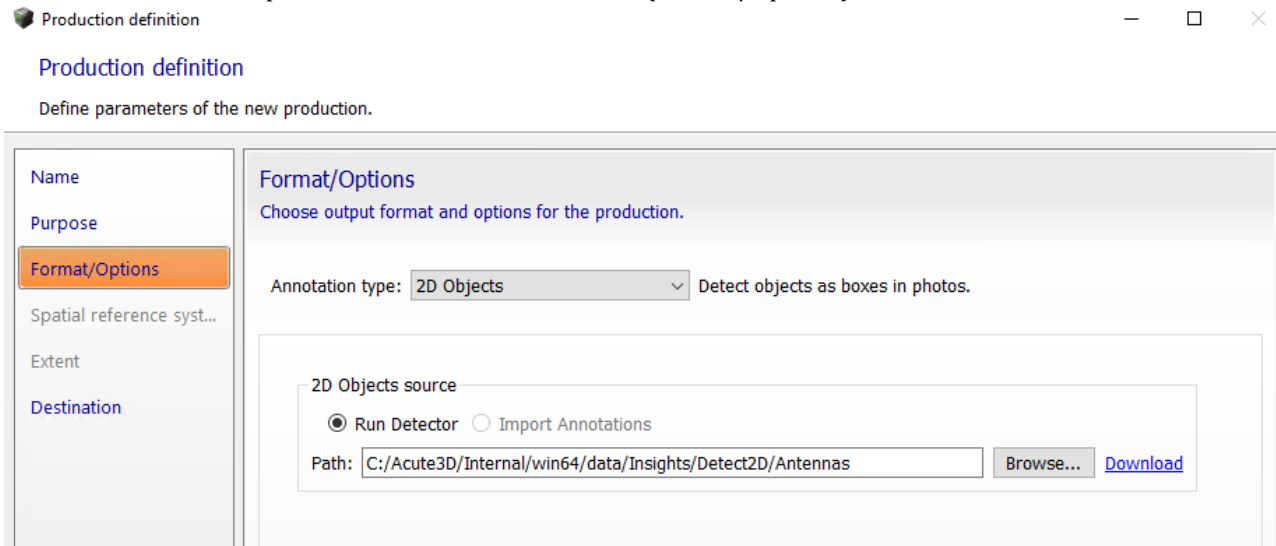 Production definition
Production definition
Define parameters of the new production.
Name
Purpose
Format/Options
Spatial reference syst...
Extent
Destination
Format/Options
Choose output format and options for the production.
Annotation type: 2D Objects Detect objects as boxes in photos.
2D Objects source
Run Detector Import Annotations
Path: C:/Acute3D/Internal/win64/data/Insights/Detect2D/Antennas Browse... Download